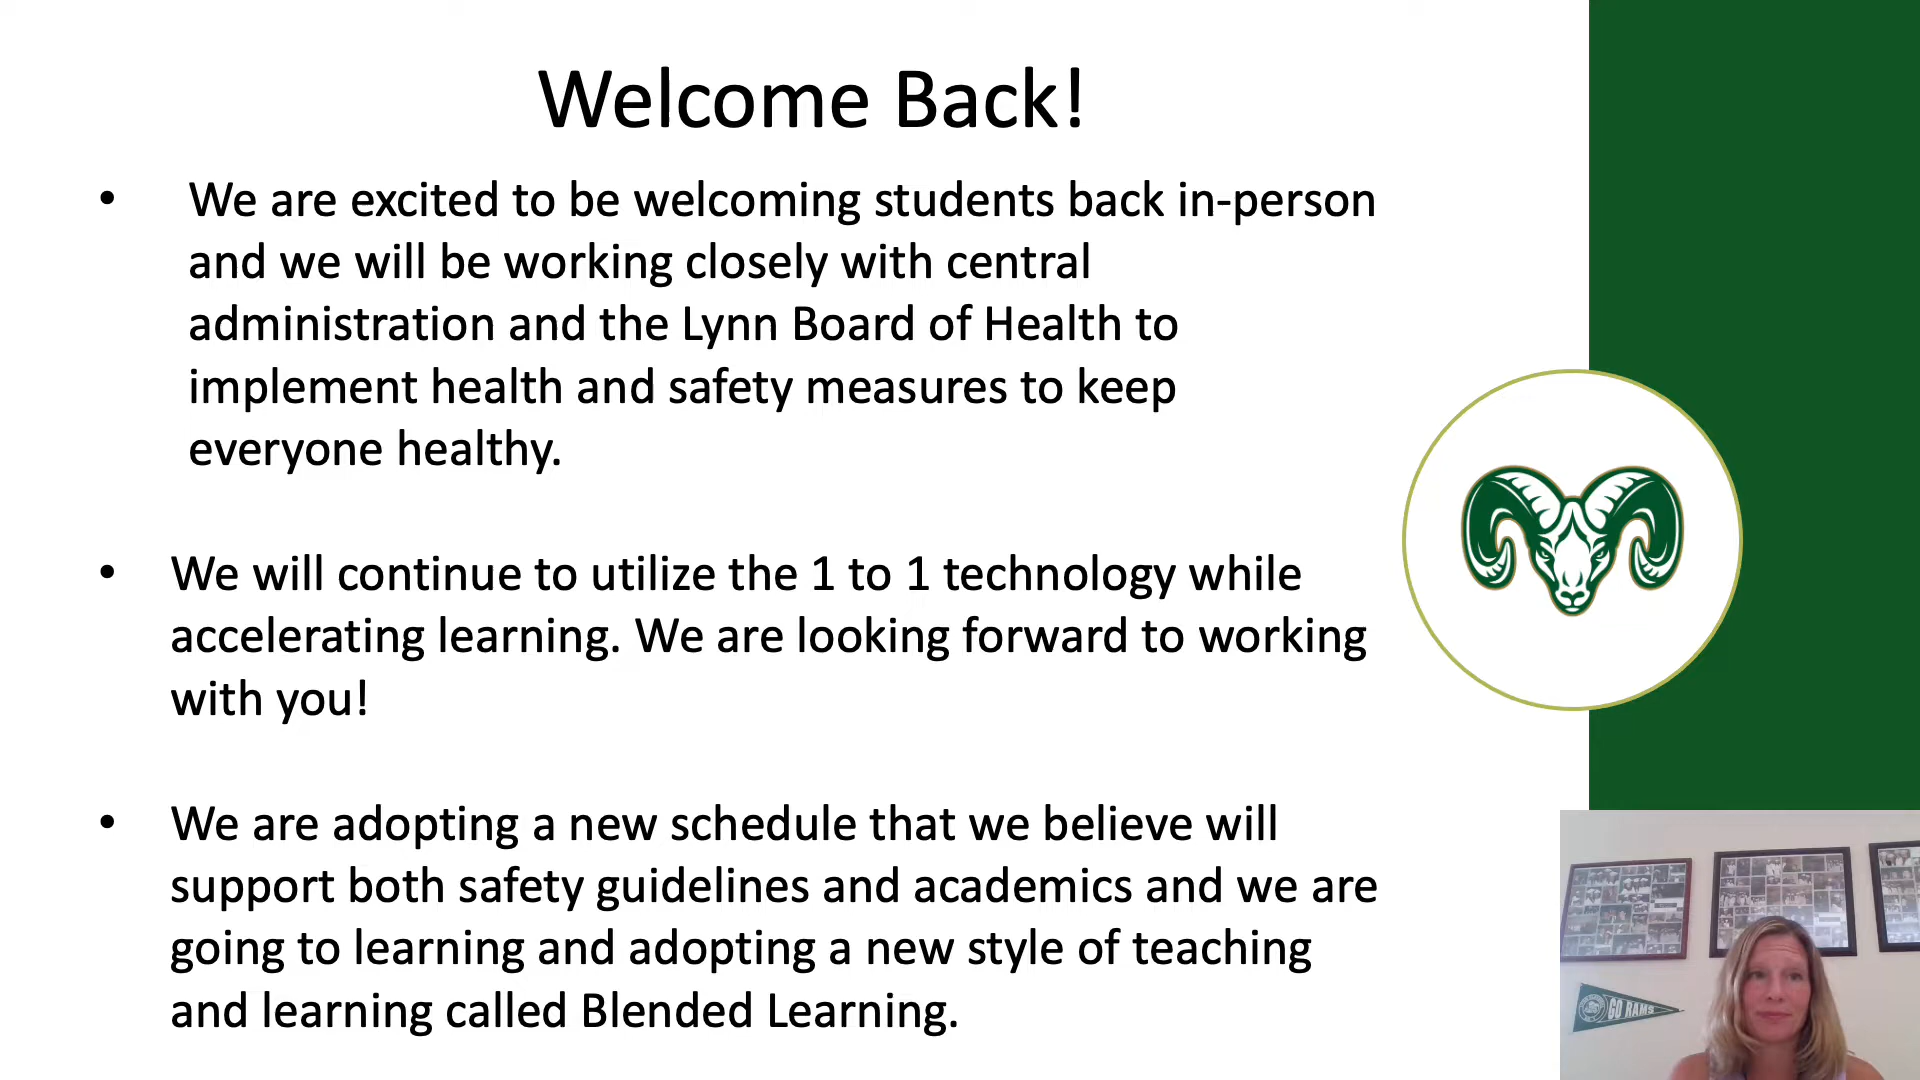 Welcome Back!
• We are excited to be welcoming students back in-person
and we will be working closely with central
administration and the Lynn Board of Health to
implement health and safety measures to keep
everyone healthy.
• We will continue to utilize the 1 to 1 technology while
accelerating learning. We are looking forward to working
with you!
• We are adopting a new schedule that we believe will
support both safety guidelines and academics and we are
going to learning and adopting a new style of teaching
and learning called Blended Learning.
GO RAMS